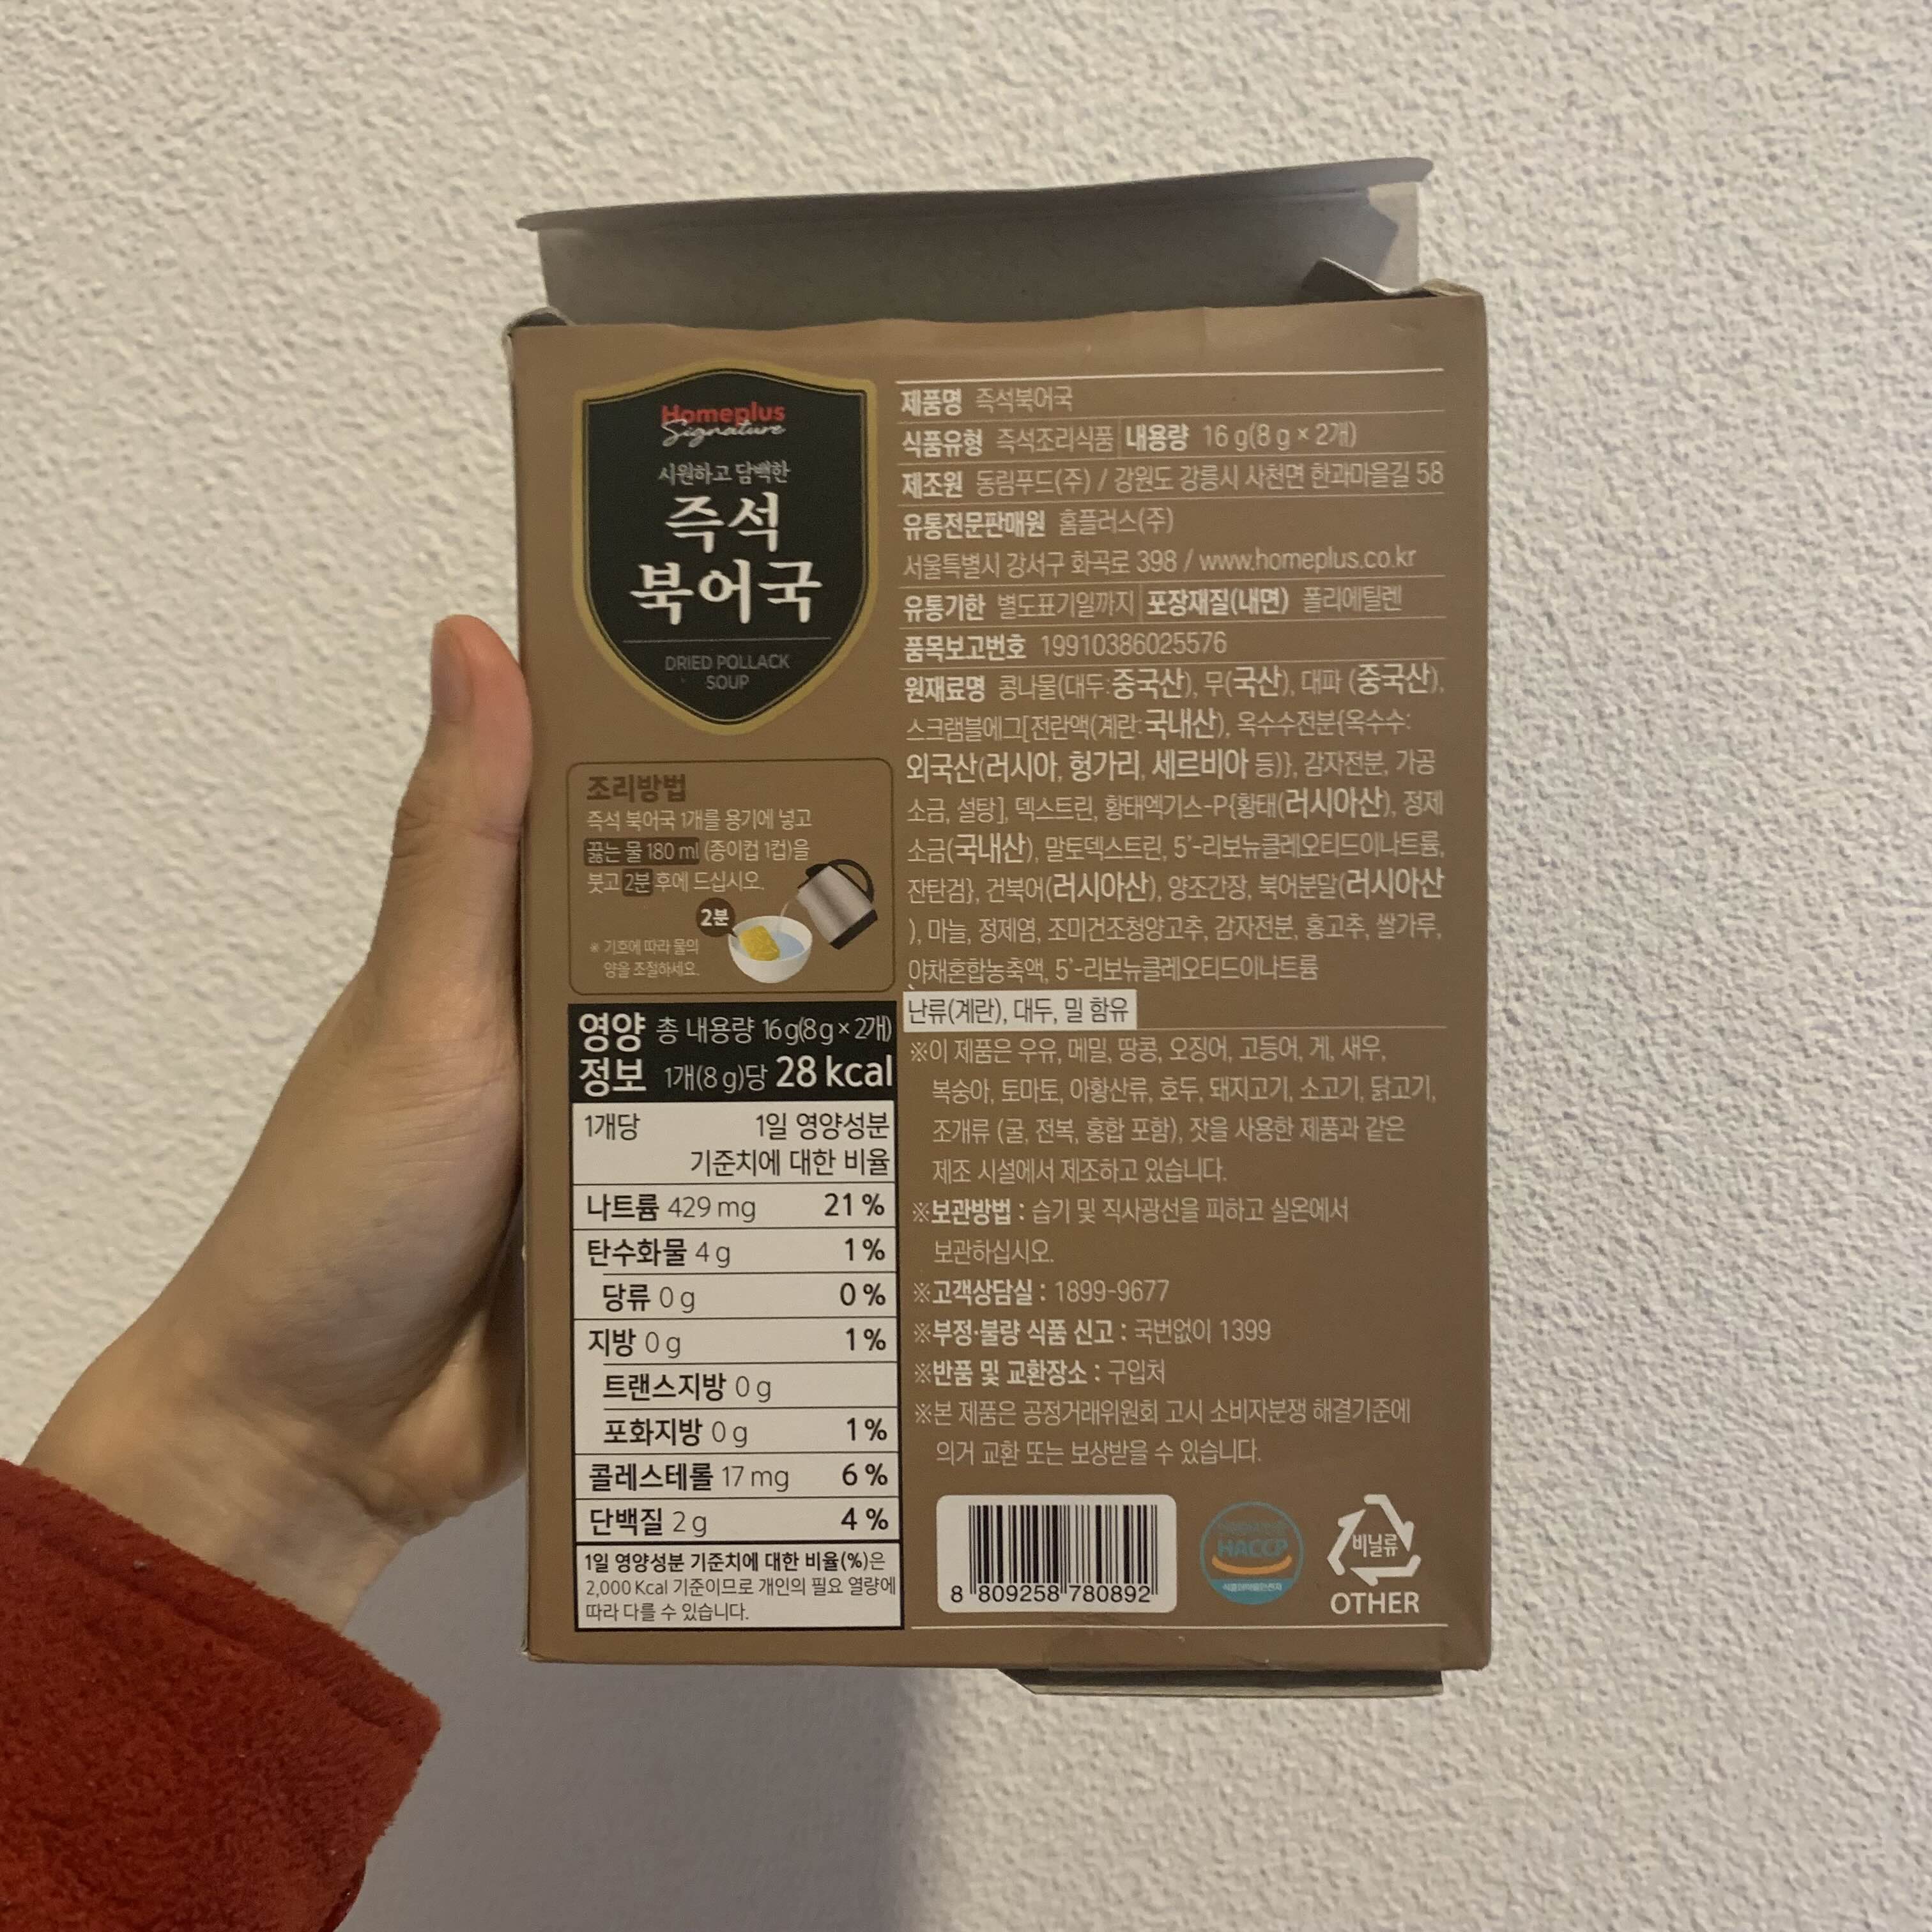 Homeplus
Signature
시원하고 담백한
즉석
북어국
DRIED POLLACK
SOUP
조리방법
즉석 북어국 1개를 용기에 넣고
끓는 물 180 ml (종이컵 1컵)을
붓고 2분 후에 드십시오.
2분
※ 기호에 따라 물의
양을 조절하세요.
영양 총 내용량 16 g(8 g × 2개)
정보 1개(8 g)당 28 kcal
1개당 1일 영양성분
기준치에 대한 비율
나트륨 429 mg 21 %
탄수화물 4 g 1 %
당류 0 g 0 %
지방 0 g 1 %
트랜스지방 0 g
포화지방 0 g 1 %
콜레스테롤 17 mg 6 %
단백질 2 g 4 %
1일 영양성분 기준치에 대한 비율(%)은
2,000 Kcal 기준이므로 개인의 필요 열량에
따라 다를 수 있습니다.
제품명 즉석북어국
식품유형 즉석조리식품 내용량 16 g(8 g × 2개)
제조원 동림푸드(주) / 강원도 강릉시 사천면 한과마을길 58
유통전문판매원 홈플러스(주)
서울특별시 강서구 화곡로 398 / www.homeplus.co.kr
유통기한 별도표기일까지 포장재질(내면) 폴리에틸렌
품목보고번호 19910386025576
원재료명 콩나물(대두:중국산), 무(국산), 대파 (중국산),
스크램블에그[전란액(계란:국내산), 옥수수전분{옥수수:
외국산(러시아, 헝가리, 세르비아 등)}, 감자전분, 가공
소금, 설탕], 덱스트린, 황태엑기스-P{황태(러시아산), 정제
소금(국내산), 말토덱스트린, 5'-리보뉴클레오티드이나트륨,
잔탄검}, 건북어(러시아산), 양조간장, 북어분말(러시아산
), 마늘, 정제염, 조미건조청양고추, 감자전분, 홍고추, 쌀가루,
야채혼합농축액, 5'-리보뉴클레오티드이나트륨
난류(계란), 대두, 밀 함유
※이 제품은 우유, 메밀, 땅콩, 오징어, 고등어, 게, 새우,
복숭아, 토마토, 아황산류, 호두, 돼지고기, 소고기, 닭고기,
조개류 (굴, 전복, 홍합 포함), 잣을 사용한 제품과 같은
제조 시설에서 제조하고 있습니다.
※보관방법 : 습기 및 직사광선을 피하고 실온에서
보관하십시오.
※고객상담실 : 1899-9677
※부정·불량 식품 신고 : 국번없이 1399
※반품 및 교환장소 : 구입처
※본 제품은 공정거래위원회 고시 소비자분쟁 해결기준에
의거 교환 또는 보상받을 수 있습니다.
8 809258 780892
HACCP
비닐류
OTHER